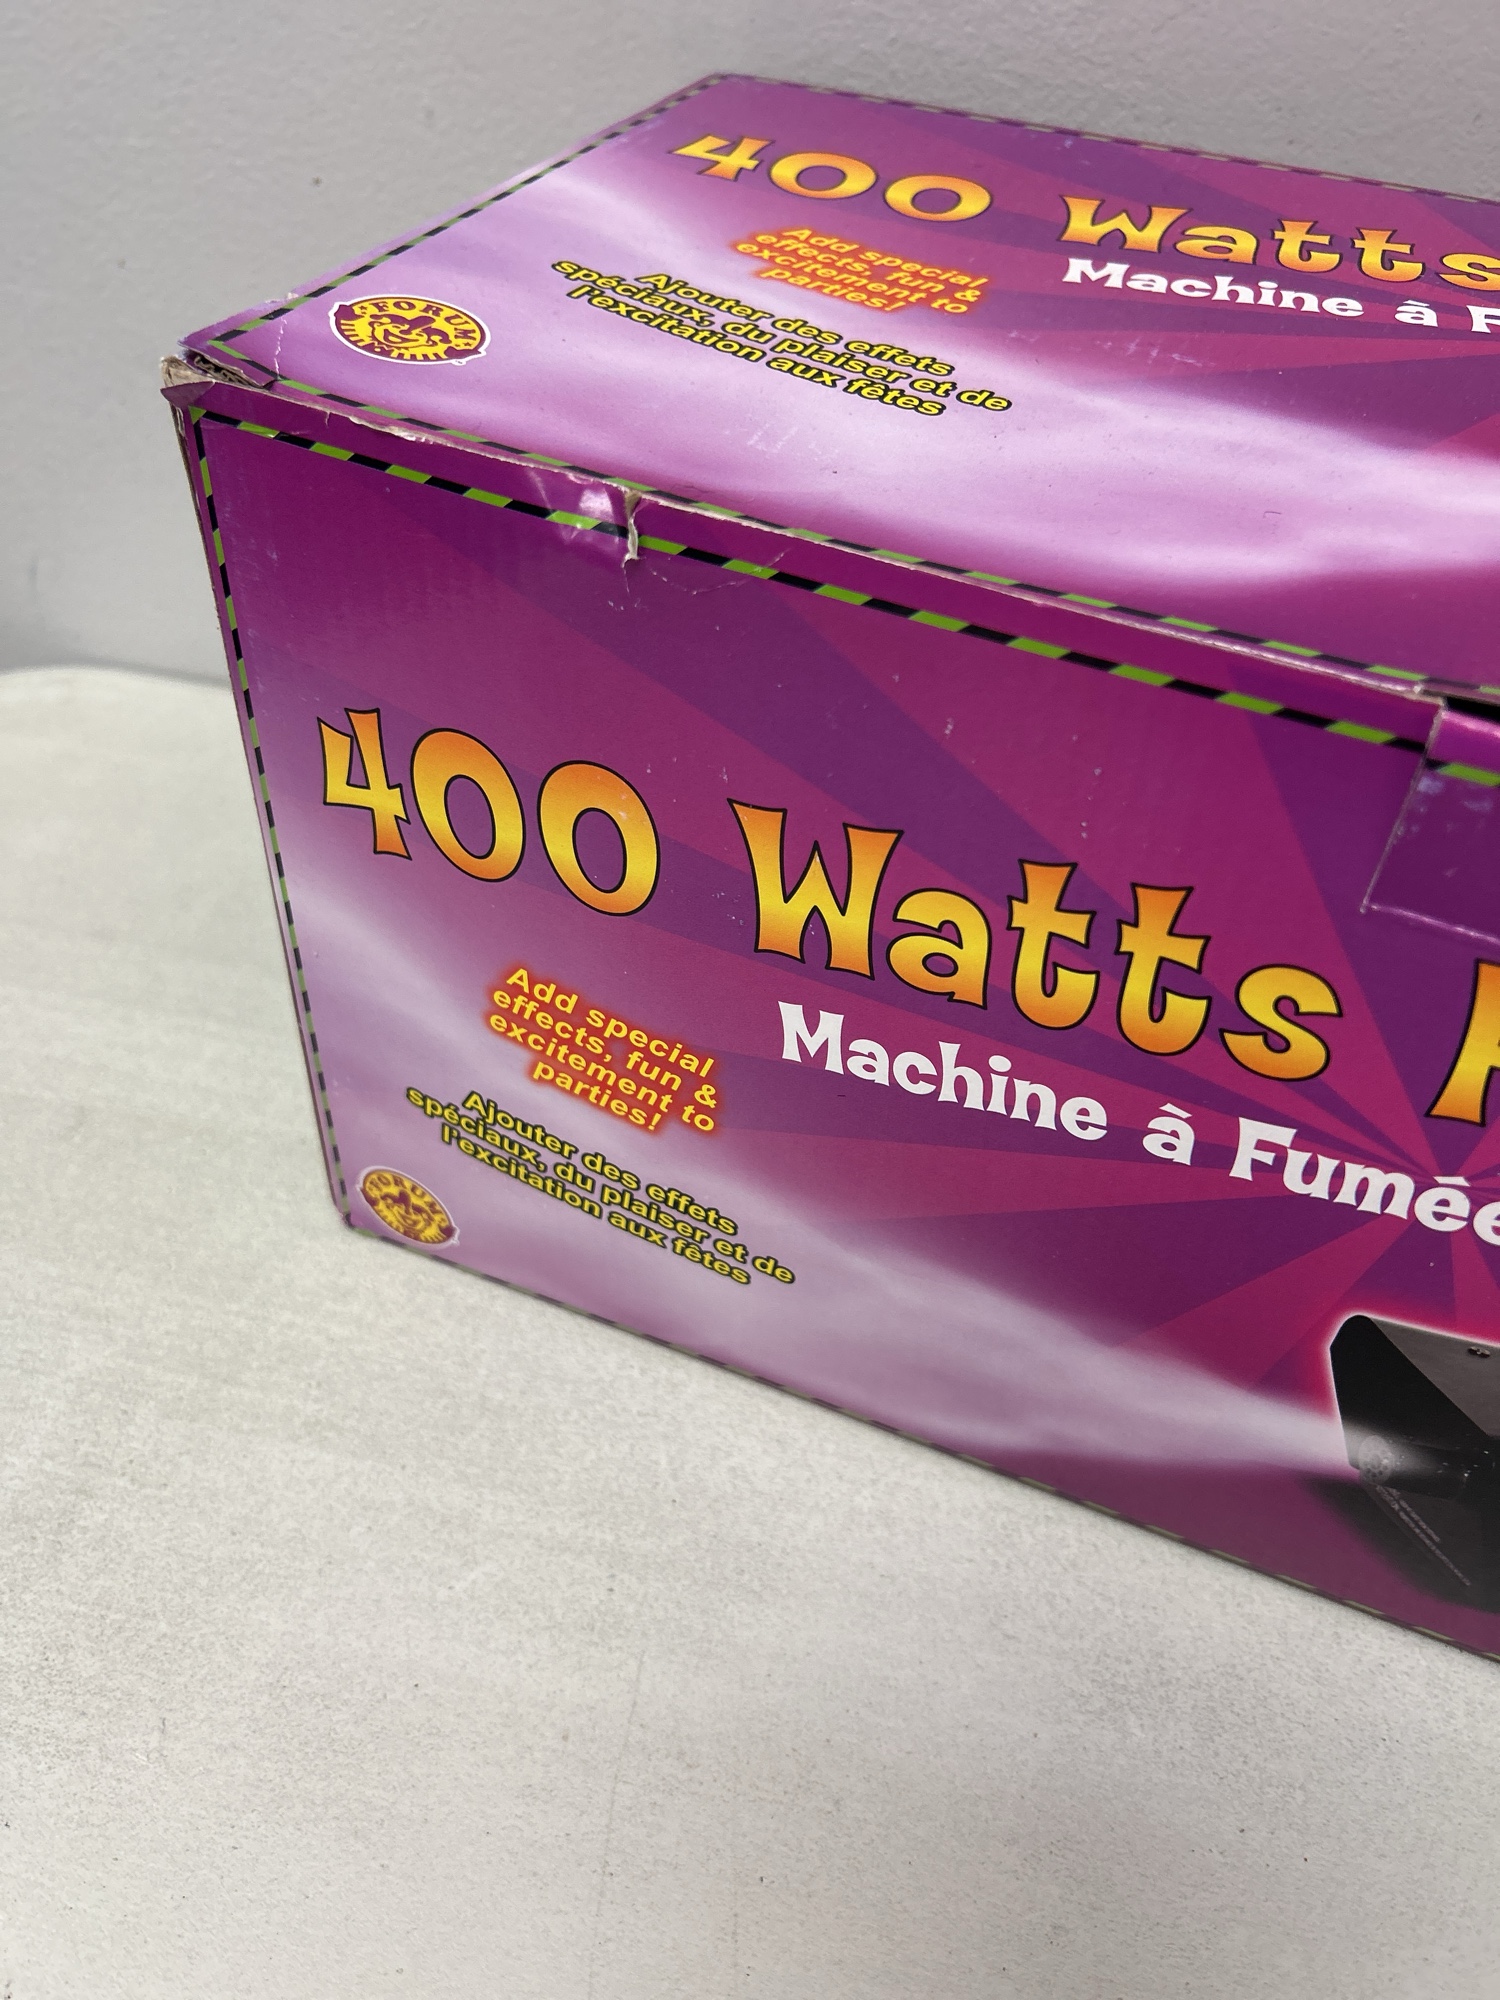 400 Watts
Machine à F
Add special
effects, fun &
excitement to
parties!
Ajouter des effets
spéciaux, du plaiser et de
l'excitation aux fêtes
FORUM
400 Watts
Machine à Fumée
Add special
effects, fun &
excitement to
parties!
Ajouter des effets
spéciaux, du plaiser et de
l'excitation aux fêtes
FORUM